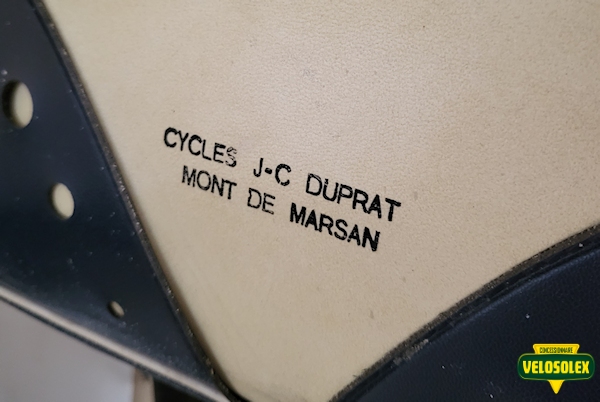 CYCLES J-C DUPRAT
MONT DE MARSAN
CONCESSIONNAIRE
VELOSOLEX